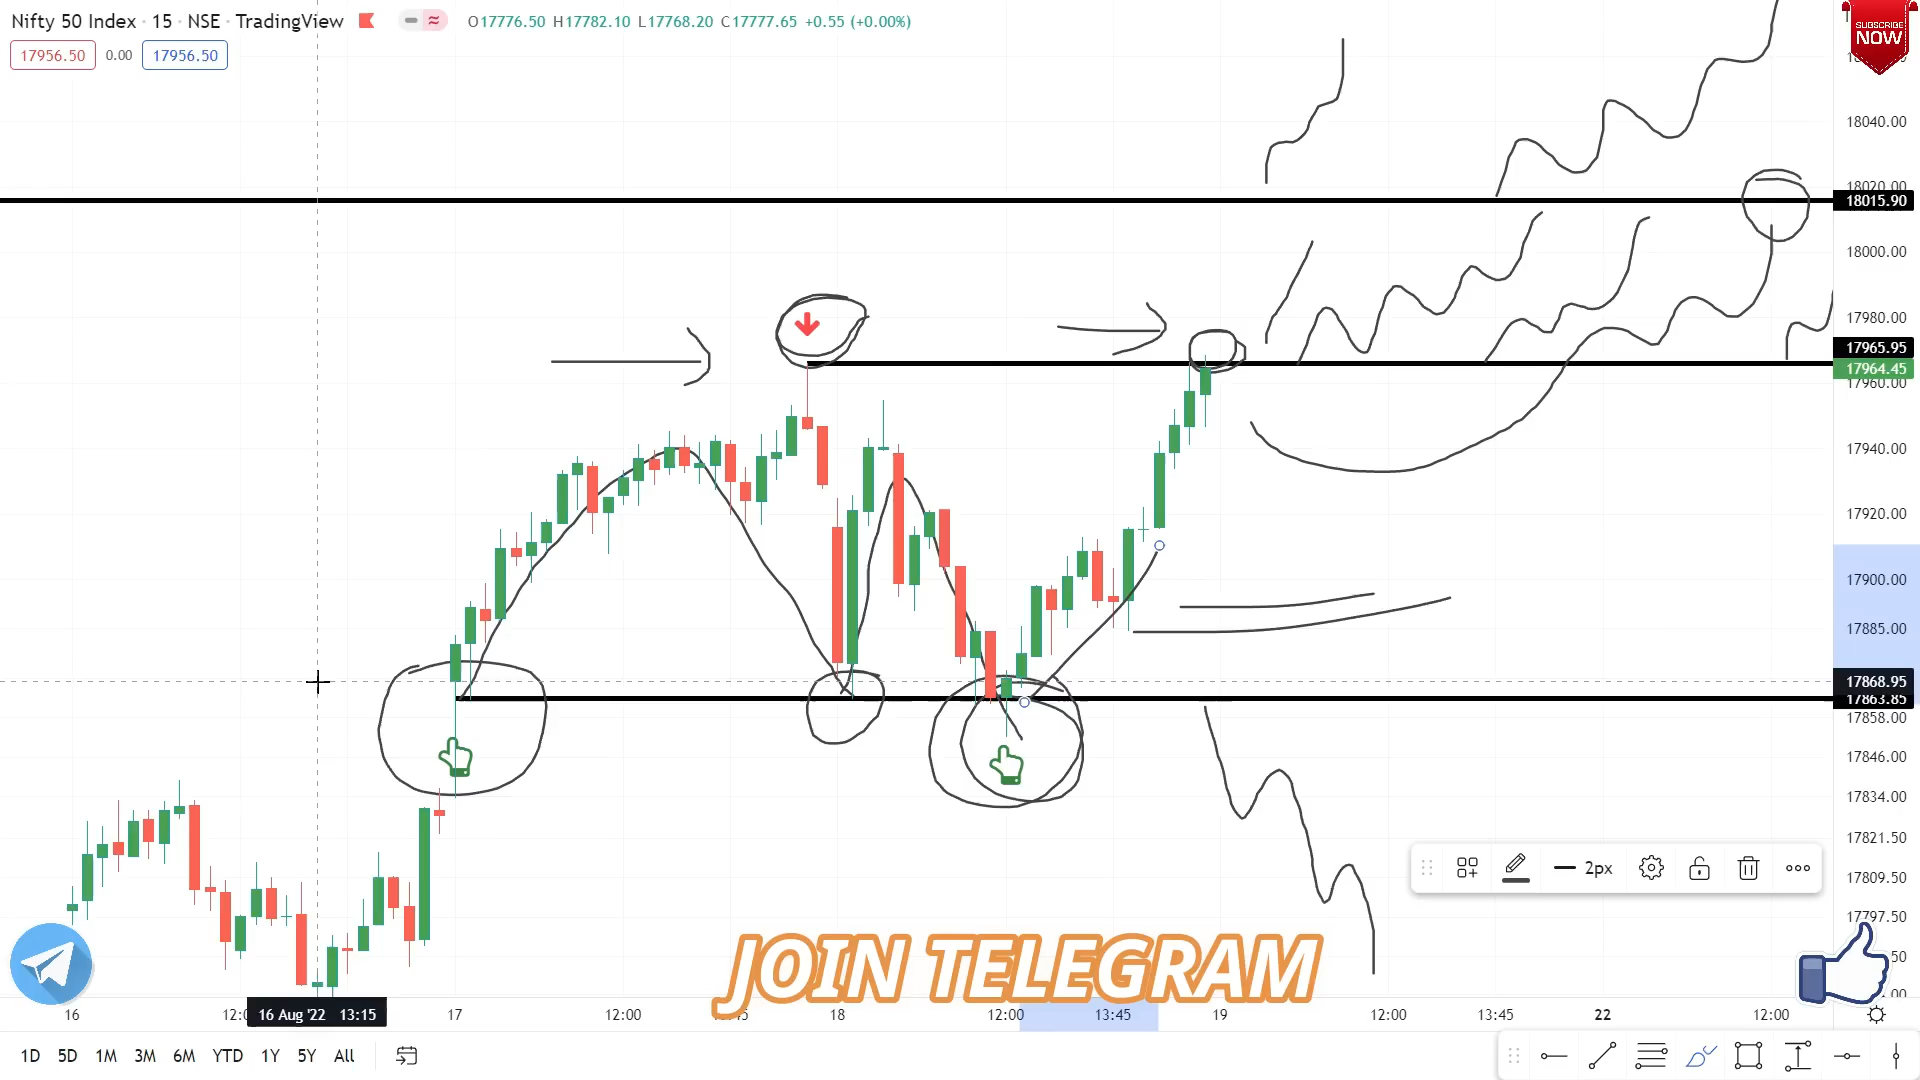 Nifty 50 Index · 15 · NSE · TradingView O17776.50 H17782.10 L17768.20 C17777.65 +0.55 (+0.00%)
SUBSCRIBE
NOW
17956.50 0.00 17956.50
18040.00
18020.00
18015.90
18000.00
17980.00
17965.95
17964.45
17960.00
17940.00
17920.00
17900.00
17885.00
17868.95
17863.85
17858.00
17846.00
17834.00
17821.50
17809.50
17797.50
2px
JOIN TELEGRAM
16 16 Aug '22 13:15 17 12:00 18 12:00 13:45 19 12:00 13:45 22 12:00
1D 5D 1M 3M 6M YTD 1Y 5Y All